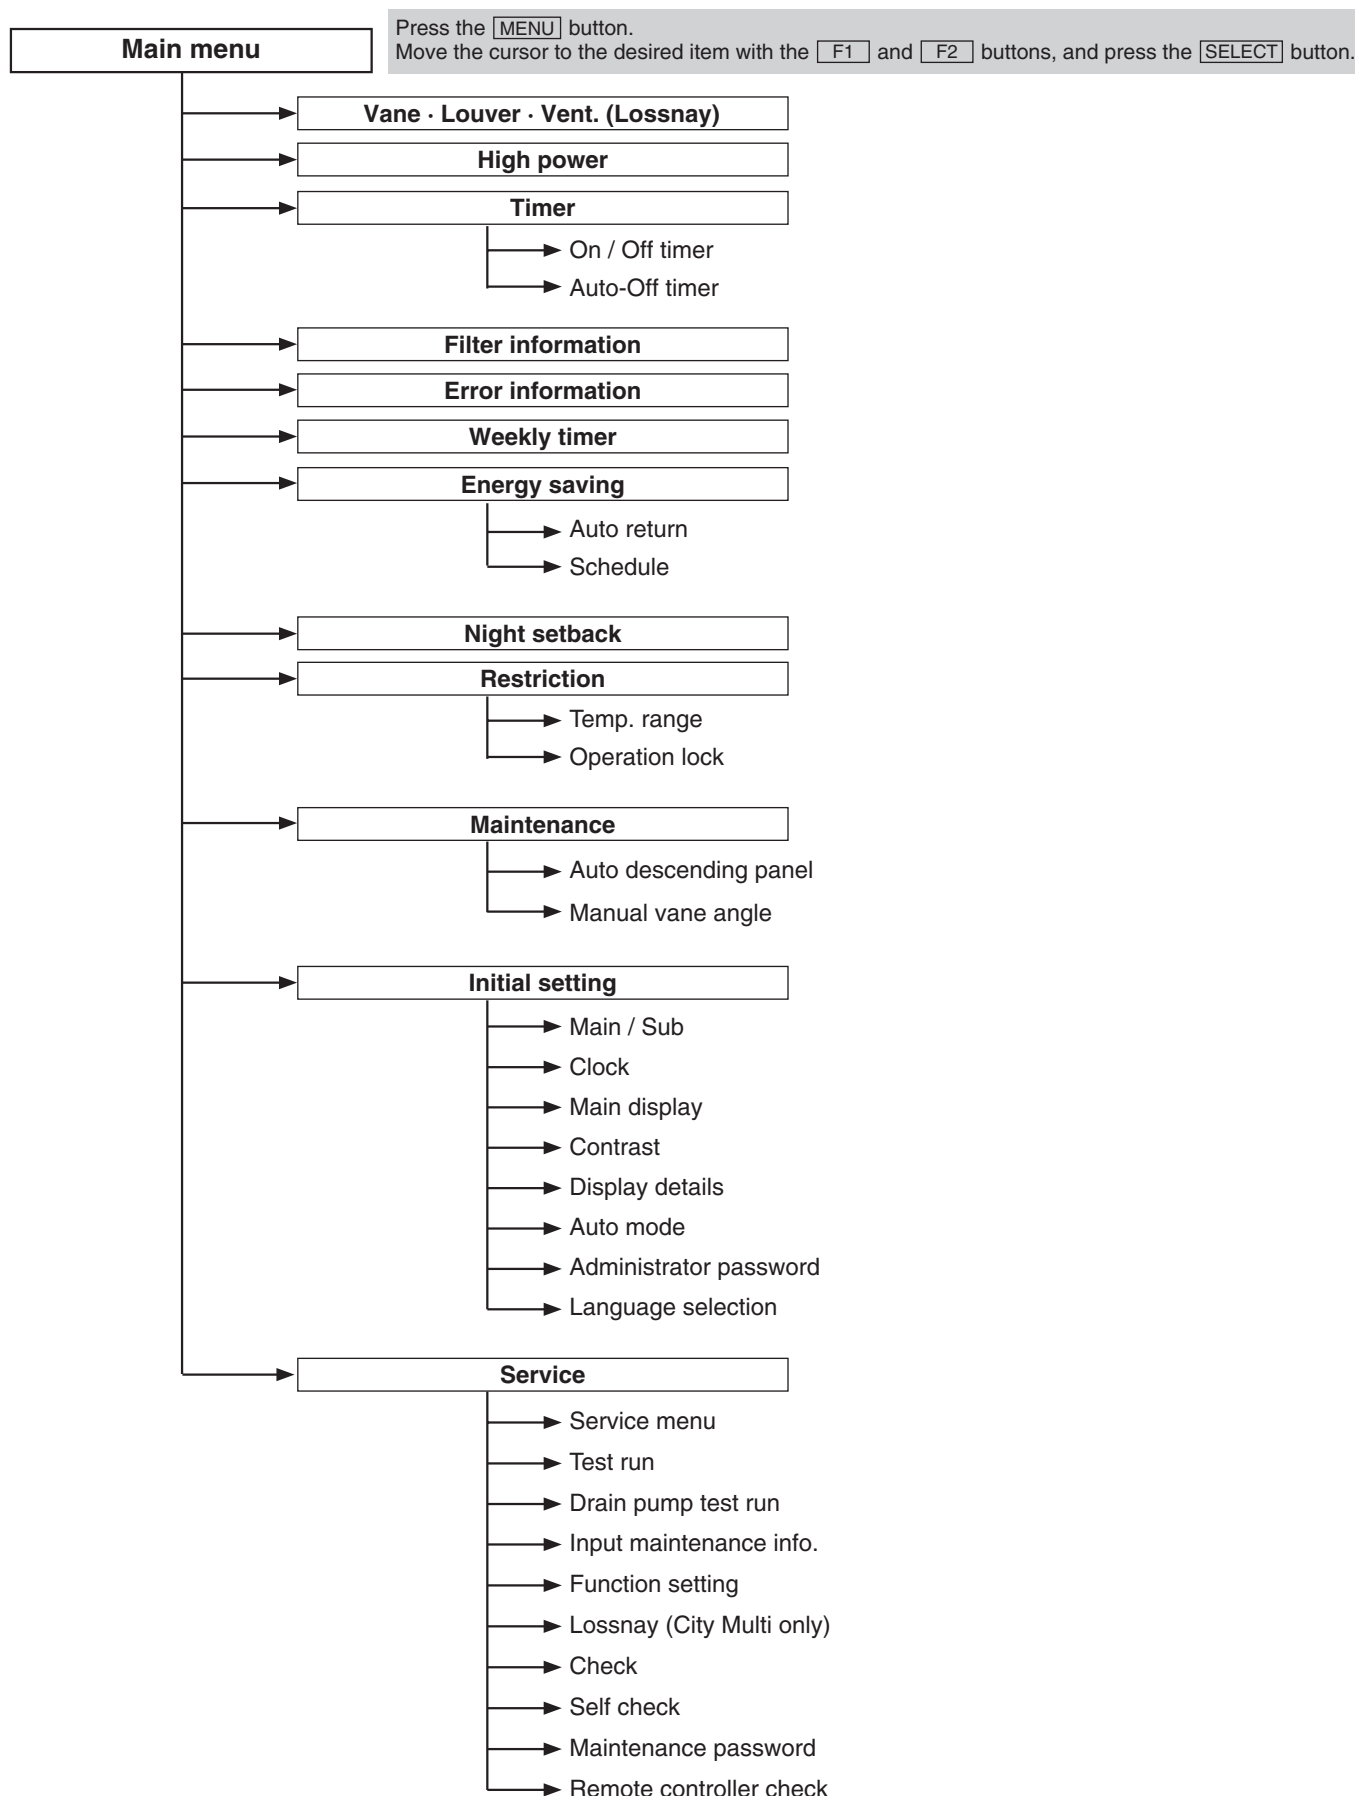 Main menu
Press the MENU button.
Move the cursor to the desired item with the F1 and F2 buttons, and press the SELECT button.
Vane · Louver · Vent. (Lossnay)
High power
Timer
On / Off timer
Auto-Off timer
Filter information
Error information
Weekly timer
Energy saving
Auto return
Schedule
Night setback
Restriction
Temp. range
Operation lock
Maintenance
Auto descending panel
Manual vane angle
Initial setting
Main / Sub
Clock
Main display
Contrast
Display details
Auto mode
Administrator password
Language selection
Service
Service menu
Test run
Drain pump test run
Input maintenance info.
Function setting
Lossnay (City Multi only)
Check
Self check
Maintenance password
Remote controller check